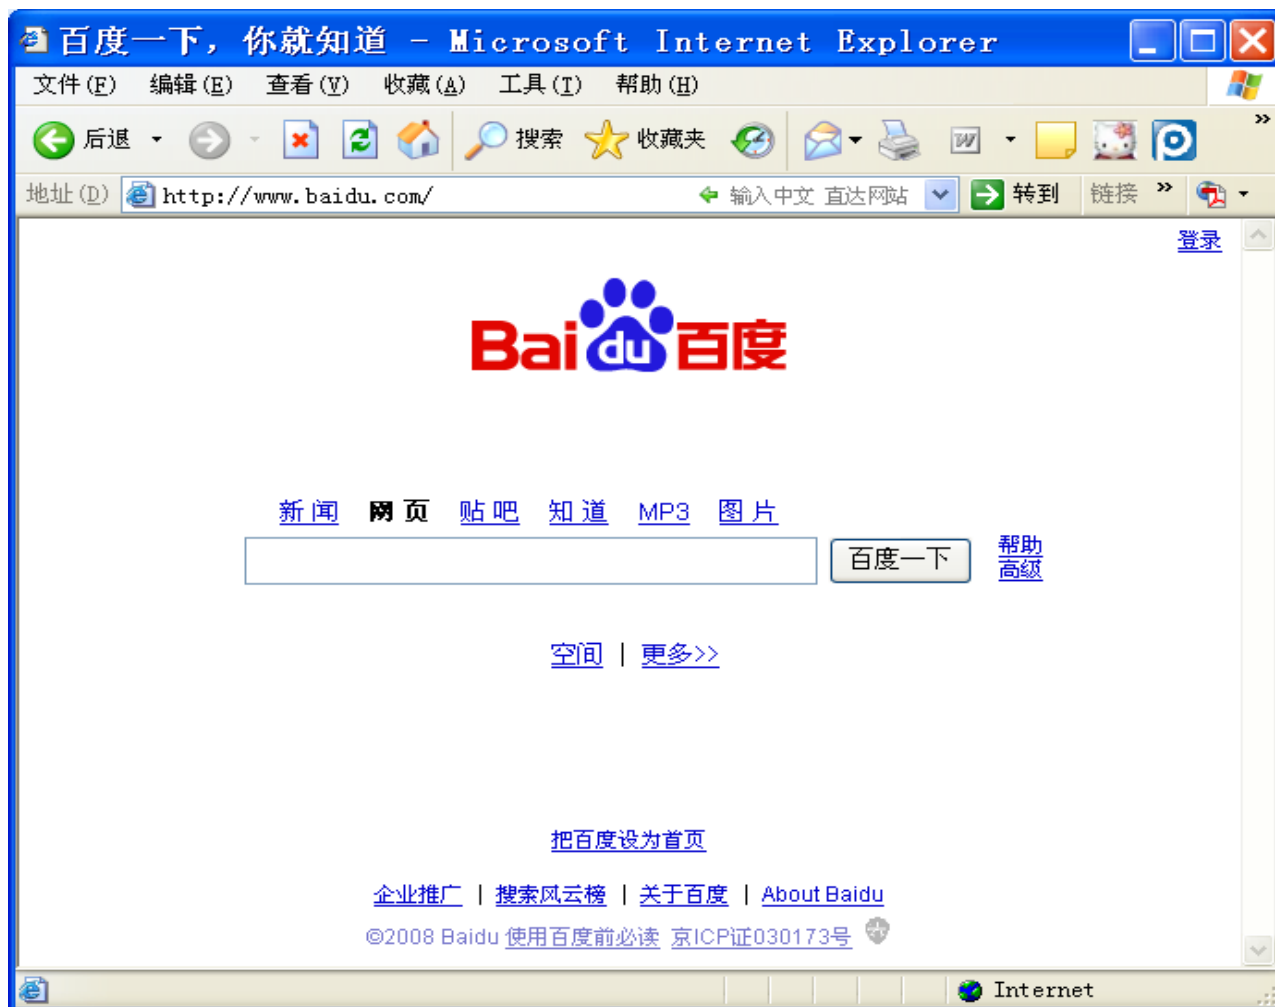 百度一下，你就知道 - Microsoft Internet Explorer
文件(F) 编辑(E) 查看(V) 收藏(A) 工具(T) 帮助(H)
后退 搜索 收藏夹 W »
地址(D) http://www.baidu.com/ 输入中文 直达网站 转到 链接 »
登录
Bai du 百度
新 闻 网 页 贴 吧 知 道 MP3 图 片
百度一下 帮助
高级
空间 | 更多>>
把百度设为首页
企业推广 | 搜索风云榜 | 关于百度 | About Baidu
©2008 Baidu 使用百度前必读 京ICP证030173号
Internet